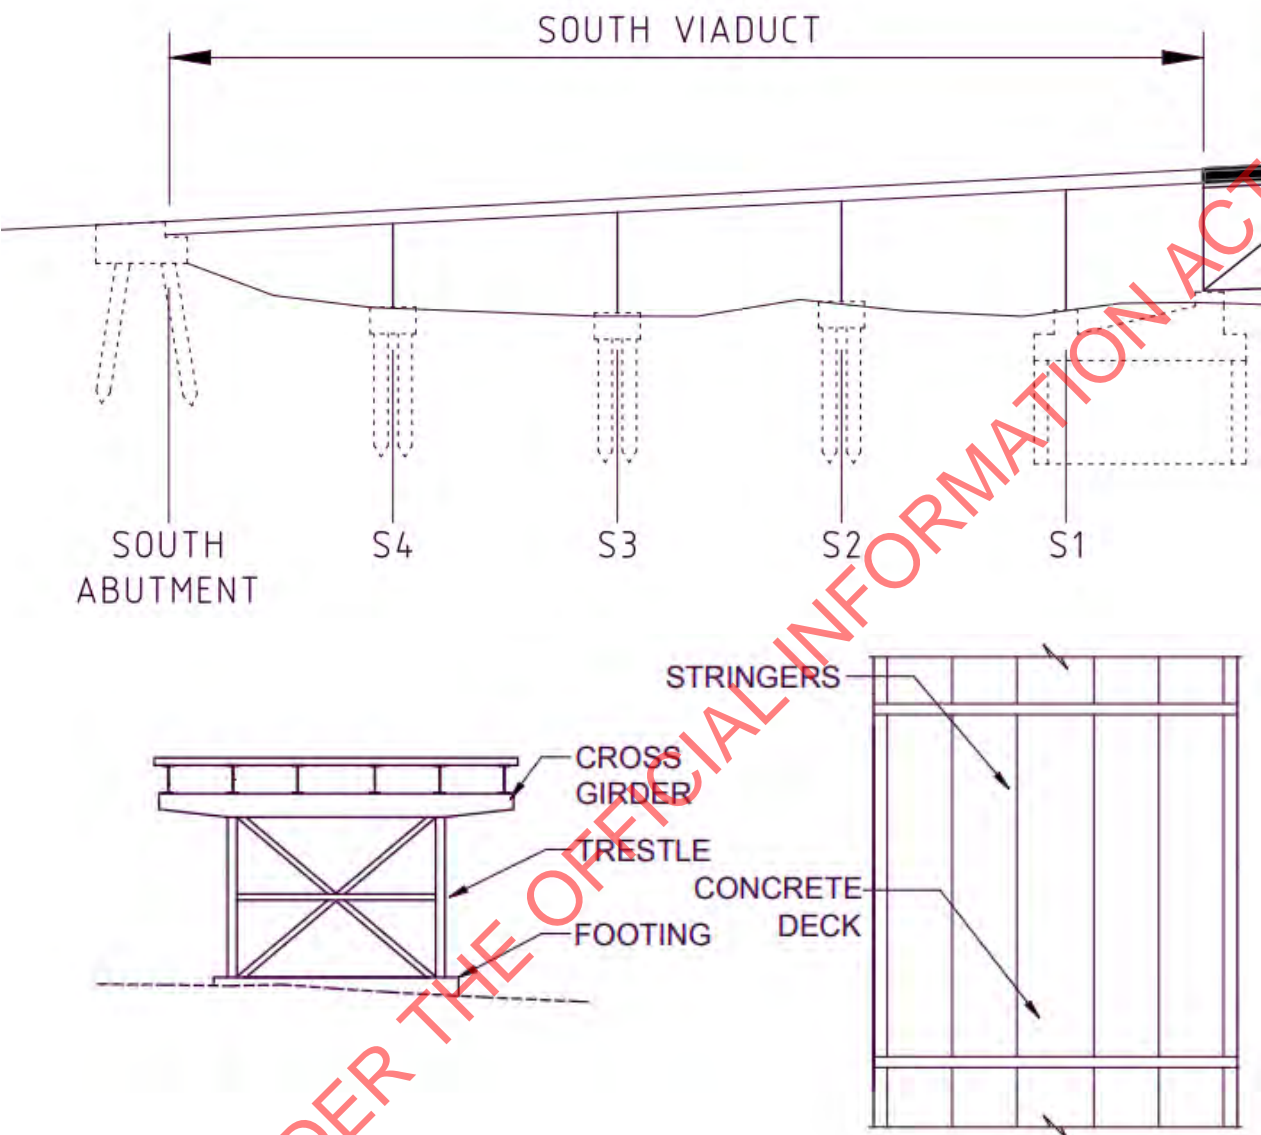 SOUTH VIADUCT
SOUTH
ABUTMENT
S4
S3
S2
S1
STRINGERS
CROSS
GIRDER
TRESTLE
CONCRETE
DECK
FOOTING
DER THE OFFICIAL INFORMATION ACT